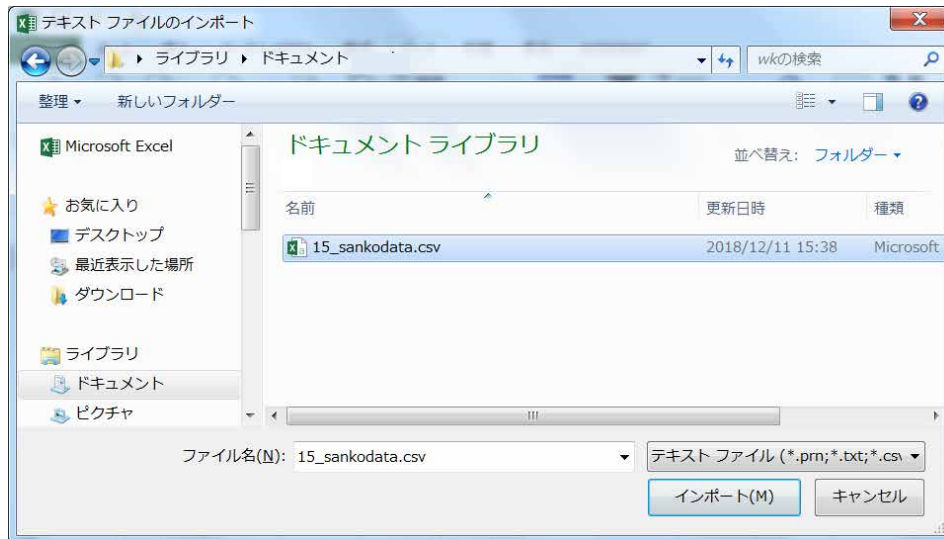 テキスト ファイルのインポート
ライブラリ ドキュメント wkの検索
整理 新しいフォルダー
Microsoft Excel
お気に入り
デスクトップ
最近表示した場所
ダウンロード
ライブラリ
ドキュメント
ピクチャ
ドキュメント ライブラリ
並べ替え: フォルダー
名前 更新日時 種類
15_sankodata.csv 2018/12/11 15:38 Microsoft
ファイル名(N): 15_sankodata.csv テキスト ファイル (*.prn;*.txt;*.csv
インポート(M) キャンセル